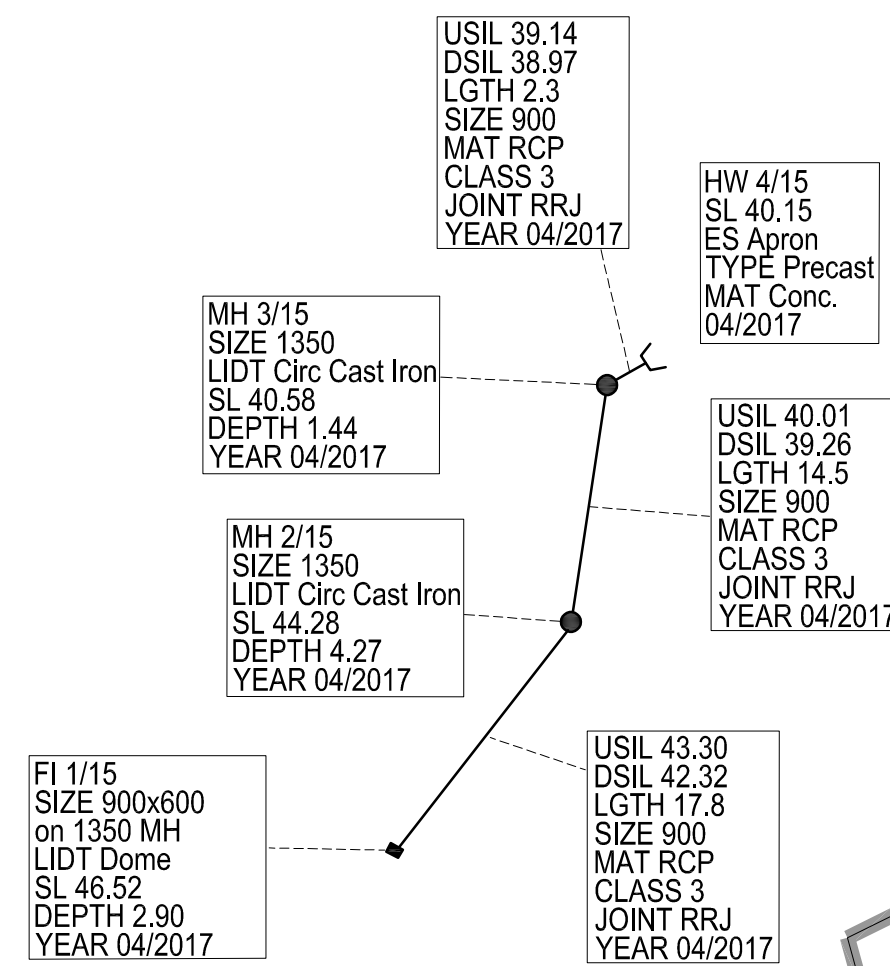 USIL 39.14
DSIL 38.97
LGTH 2.3
SIZE 900
MAT RCP
CLASS 3
JOINT RRJ
YEAR 04/2017
HW 4/15
SL 40.15
ES Apron
TYPE Precast
MAT Conc.
04/2017
MH 3/15
SIZE 1350
LIDT Circ Cast Iron
SL 40.58
DEPTH 1.44
YEAR 04/2017
USIL 40.01
DSIL 39.26
LGTH 14.5
SIZE 900
MAT RCP
CLASS 3
JOINT RRJ
YEAR 04/2017
MH 2/15
SIZE 1350
LIDT Circ Cast Iron
SL 44.28
DEPTH 4.27
YEAR 04/2017
USIL 43.30
DSIL 42.32
LGTH 17.8
SIZE 900
MAT RCP
CLASS 3
JOINT RRJ
YEAR 04/2017
FI 1/15
SIZE 900x600
on 1350 MH
LIDT Dome
SL 46.52
DEPTH 2.90
YEAR 04/2017